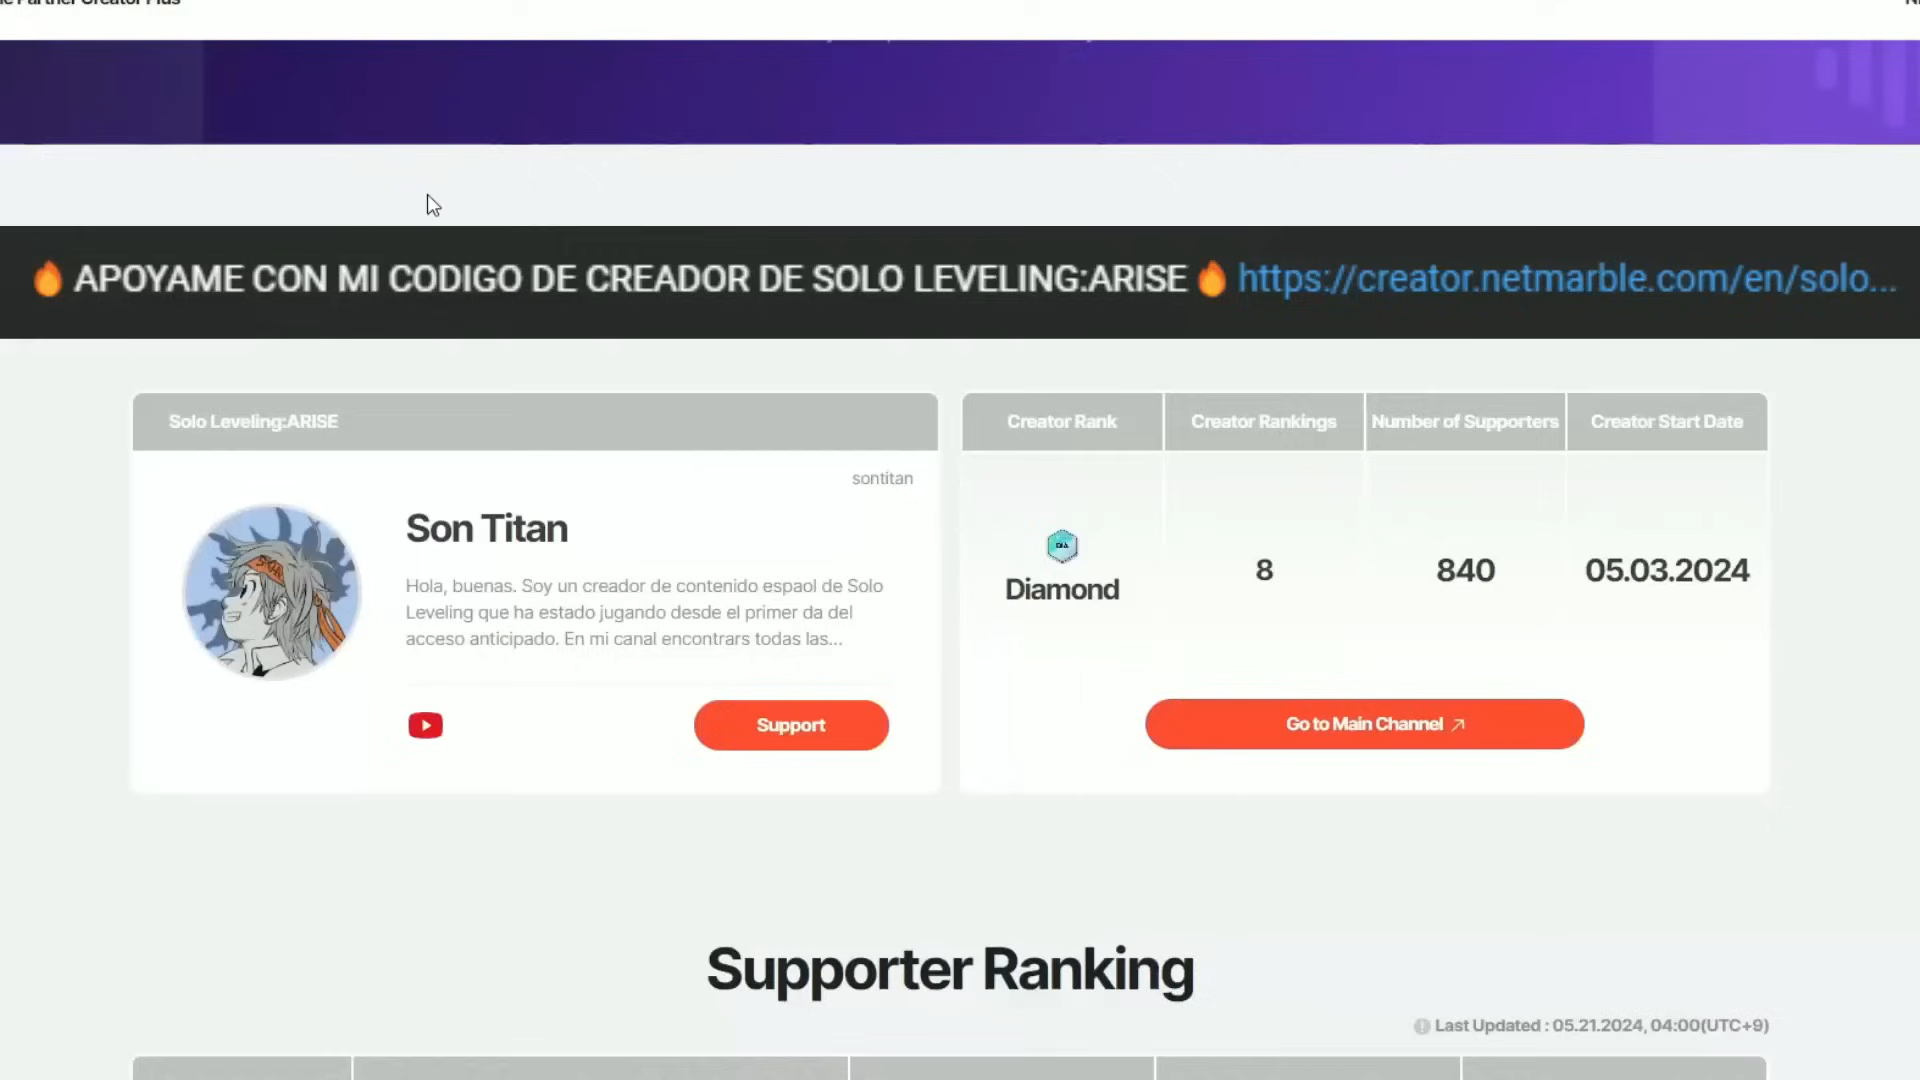 Partner Creator Plus
🔥 APOYAME CON MI CODIGO DE CREADOR DE SOLO LEVELING:ARISE 🔥 https://creator.netmarble.com/en/solo...
Solo Leveling:ARISE
sontitan
Son Titan
Hola, buenas. Soy un creador de contenido espaol de Solo
Leveling que ha estado jugando desde el primer da del
acceso anticipado. En mi canal encontrars todas las...
Support
Creator Rank Creator Rankings Number of Supporters Creator Start Date
DIA
Diamond 8 840 05.03.2024
Go to Main Channel
Supporter Ranking
Last Updated : 05.21.2024, 04:00(UTC+9)